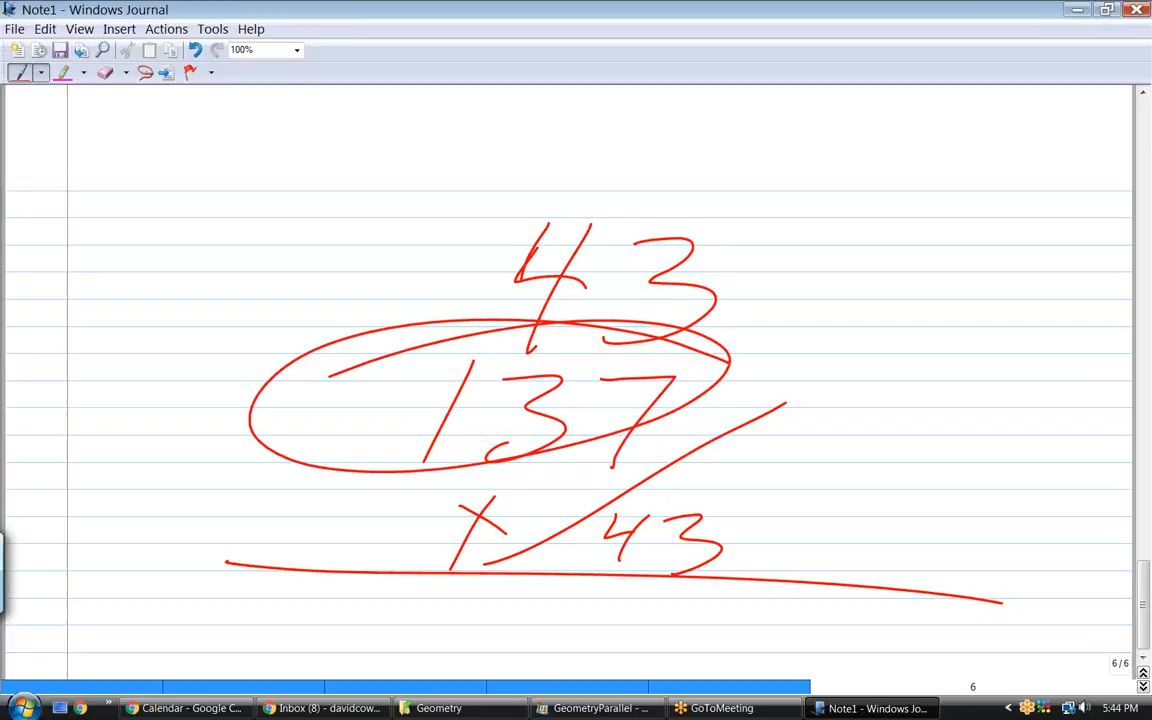 Note1 - Windows Journal
File Edit View Insert Actions Tools Help
100%
43
137
x 43
6/6
6
Calendar - Google C...
Inbox (8) - davidcow...
Geometry
GeometryParallel - ...
GoToMeeting
Note1 - Windows Jo...
5:44 PM